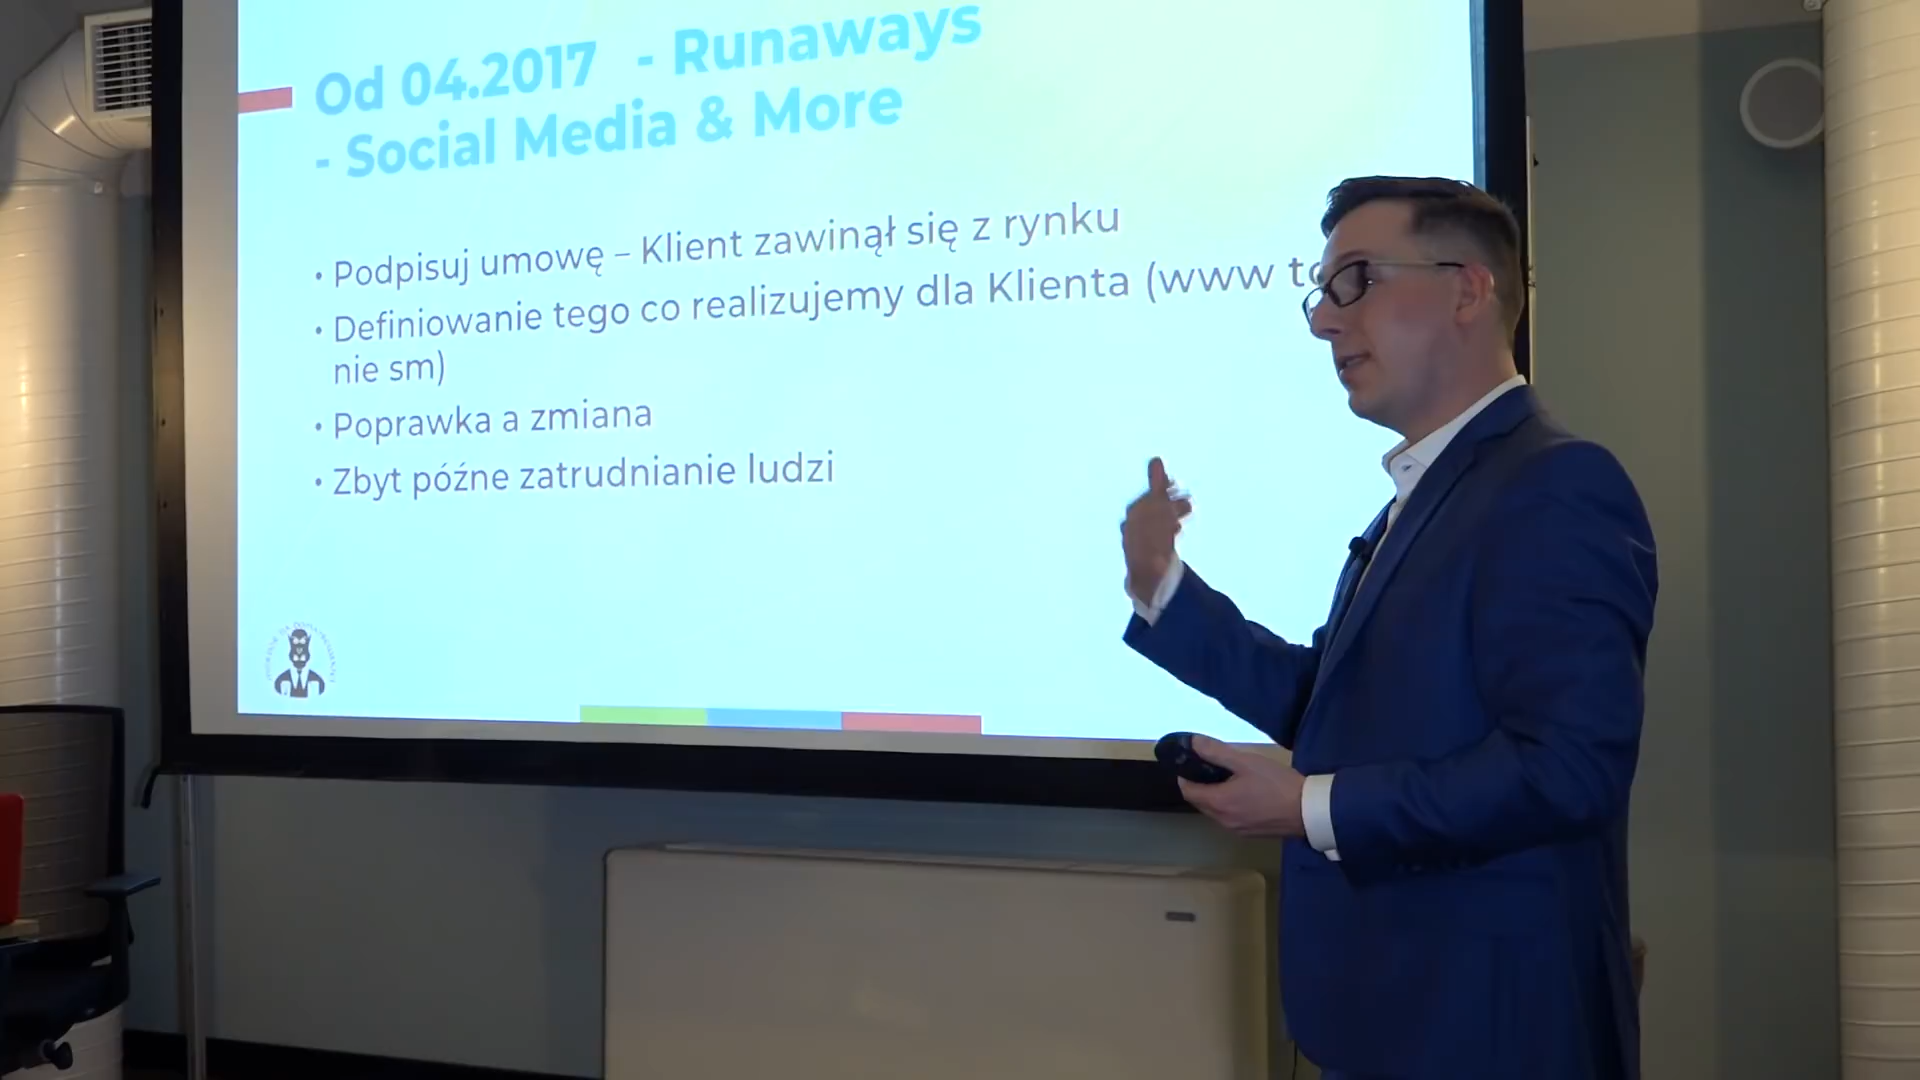 Od 04.2017 - Runaways
- Social Media & More
• Podpisuj umowę – Klient zawinął się z rynku
• Definiowanie tego co realizujemy dla Klienta (www
nie sm)
• Poprawka a zmiana
• Zbyt późne zatrudnianie ludzi